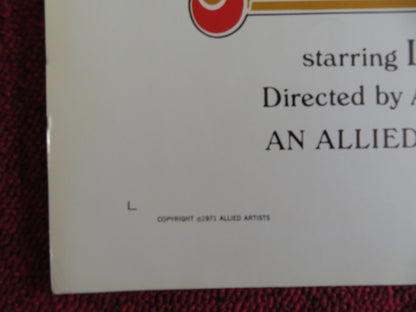 starring L
Directed by A
AN ALLIED
COPYRIGHT ©1971 ALLIED ARTISTS